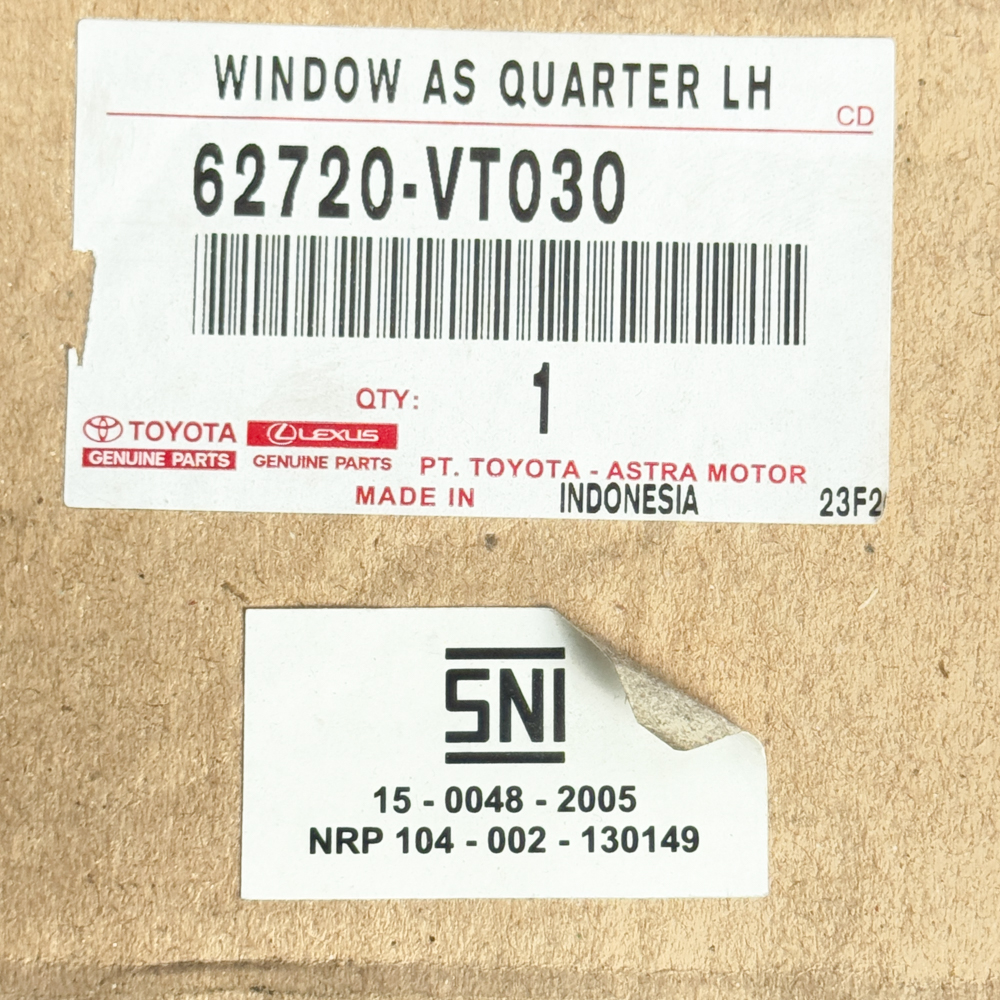 WINDOW AS QUARTER LH
CD
62720-VT030
QTY: 1
TOYOTA LEXUS
GENUINE PARTS GENUINE PARTS PT. TOYOTA - ASTRA MOTOR
MADE IN INDONESIA 23F2
SNI
15 - 0048 - 2005
NRP 104 - 002 - 130149